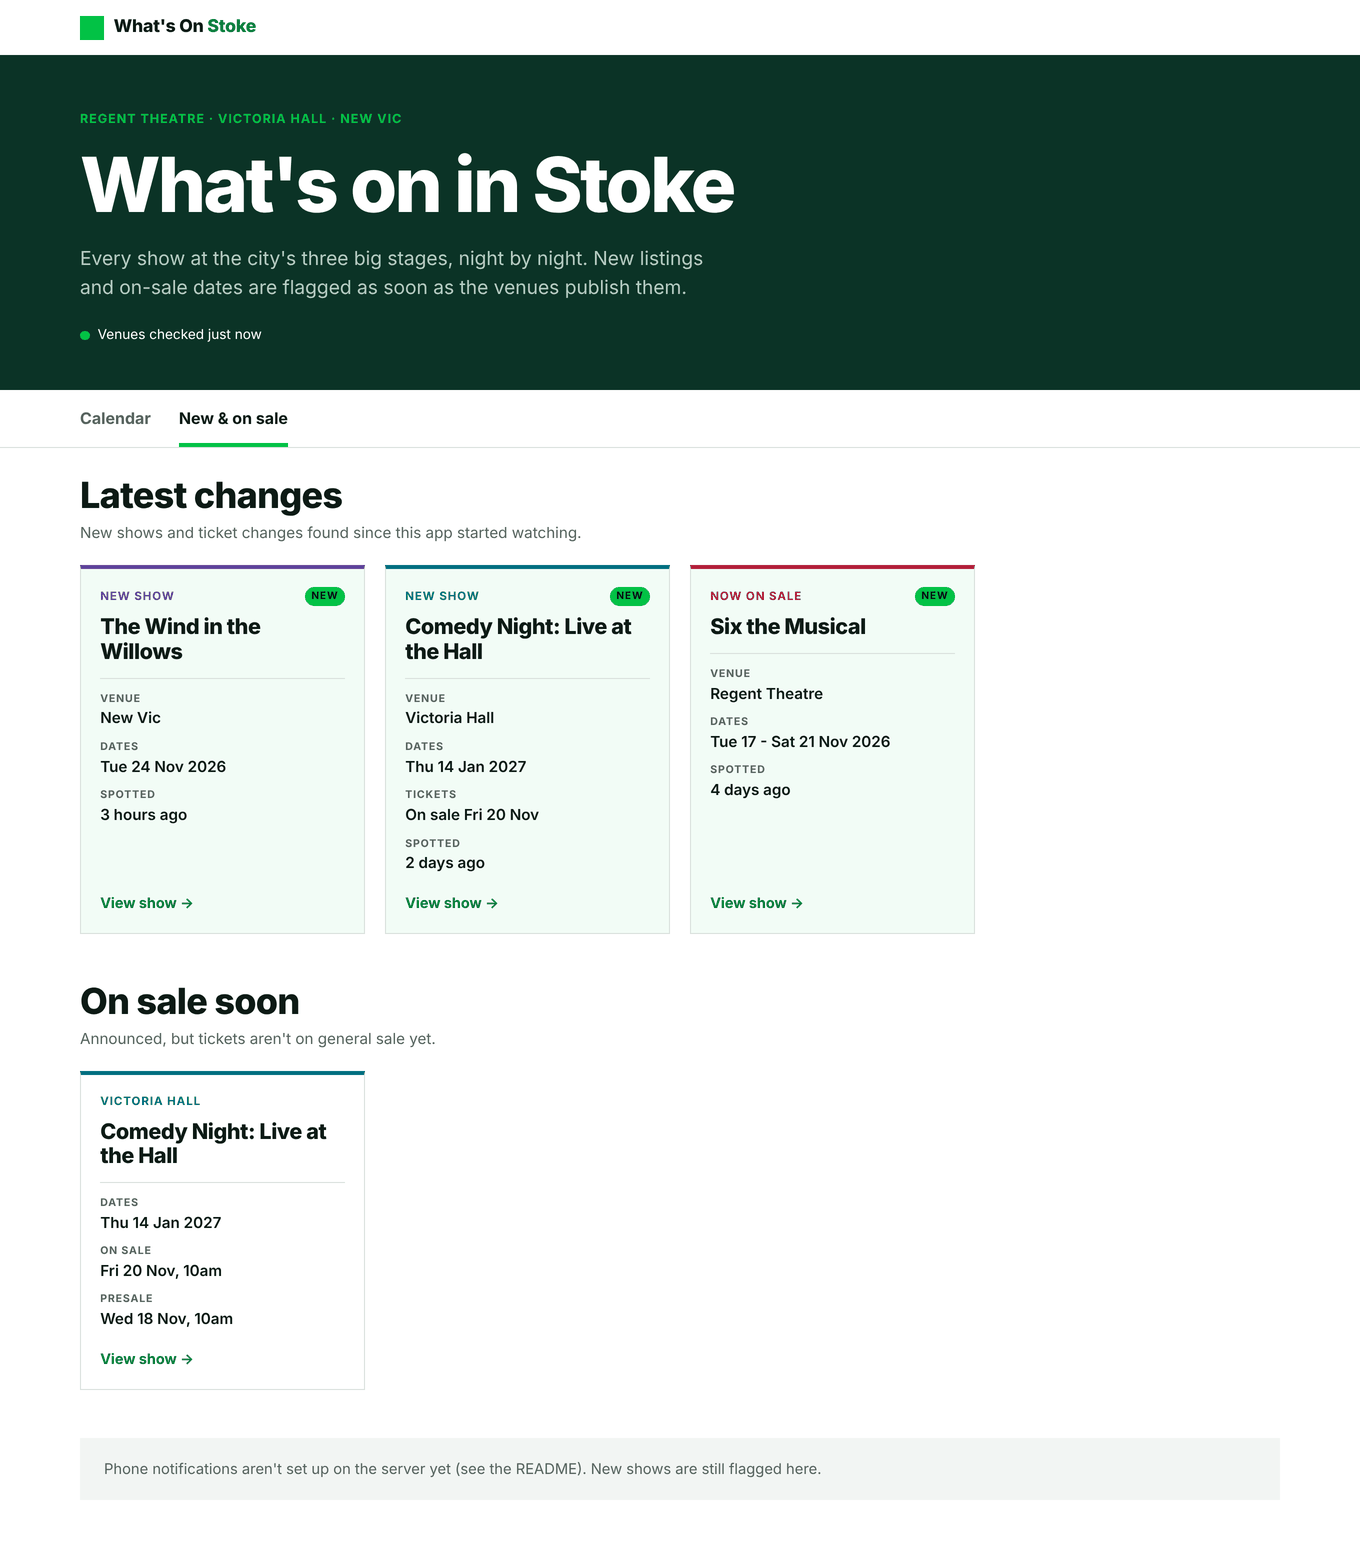 What's On Stoke
REGENT THEATRE · VICTORIA HALL · NEW VIC
What's on in Stoke
Every show at the city's three big stages, night by night. New listings
and on-sale dates are flagged as soon as the venues publish them.
Venues checked just now
Calendar
New & on sale
Latest changes
New shows and ticket changes found since this app started watching.
NEW SHOW
NEW
The Wind in the
Willows
VENUE
New Vic
DATES
Tue 24 Nov 2026
SPOTTED
3 hours ago
View show →
NEW SHOW
NEW
Comedy Night: Live at
the Hall
VENUE
Victoria Hall
DATES
Thu 14 Jan 2027
TICKETS
On sale Fri 20 Nov
SPOTTED
2 days ago
View show →
NOW ON SALE
NEW
Six the Musical
VENUE
Regent Theatre
DATES
Tue 17 - Sat 21 Nov 2026
SPOTTED
4 days ago
View show →
On sale soon
Announced, but tickets aren't on general sale yet.
VICTORIA HALL
Comedy Night: Live at
the Hall
DATES
Thu 14 Jan 2027
ON SALE
Fri 20 Nov, 10am
PRESALE
Wed 18 Nov, 10am
View show →
Phone notifications aren't set up on the server yet (see the README). New shows are still flagged here.